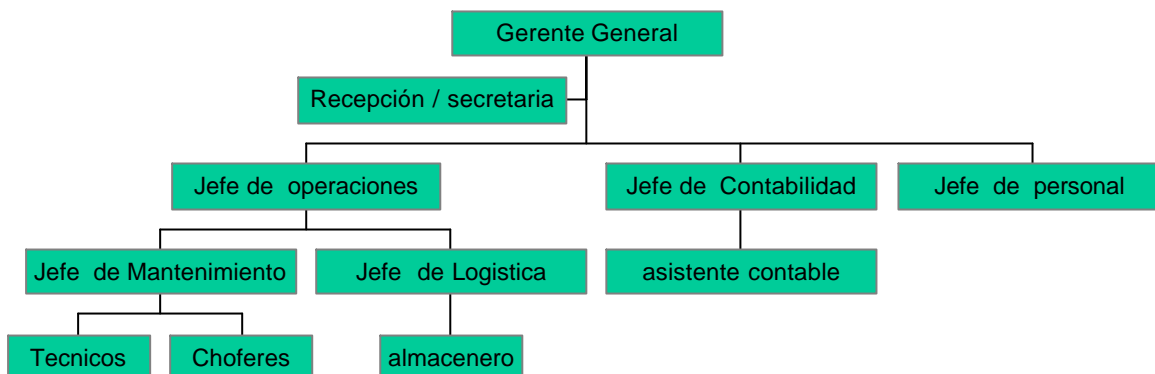 Gerente General
Recepción / secretaria
Jefe de operaciones
Jefe de Contabilidad
Jefe de personal
Jefe de Mantenimiento
Jefe de Logistica
asistente contable
Tecnicos
Choferes
almacenero